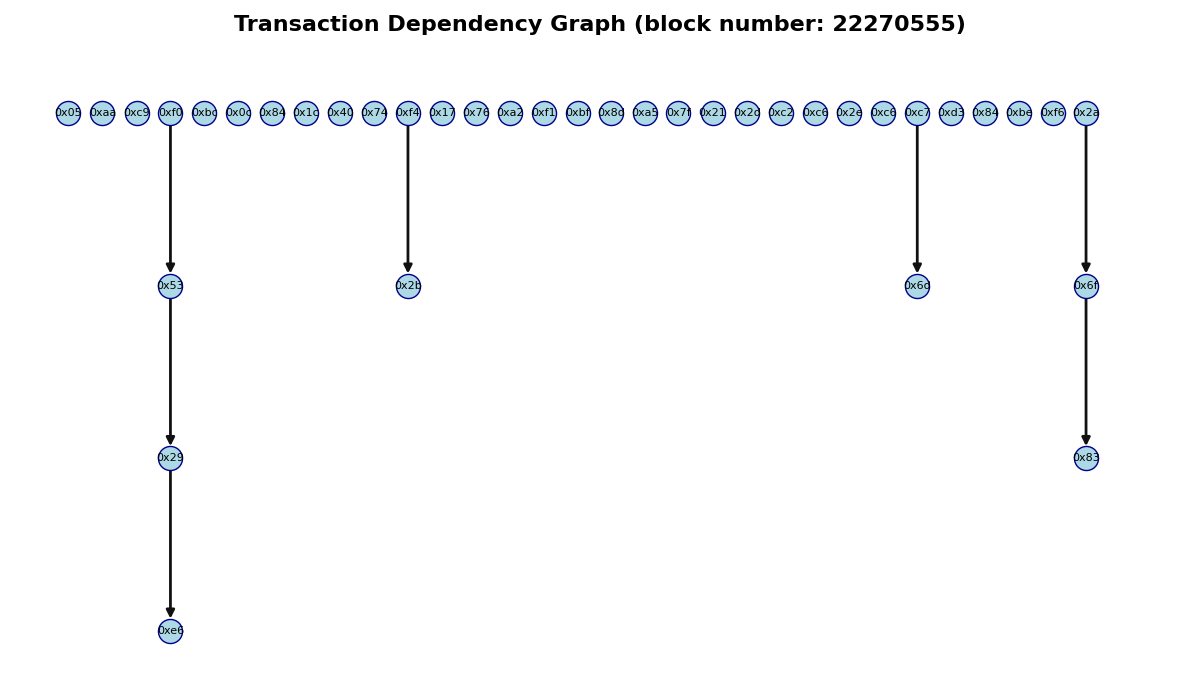 Transaction Dependency Graph (block number: 22270555)
0x05 0xaa 0xc9 0xf0 0xbc 0x0c 0x84 0x1c 0x40 0x74 0xf4 0x17 0x76 0xa2 0xf1 0xbf 0x8d 0xa5 0x7f 0x21 0x2d 0xc2 0xc6 0x2e 0xc6 0xc7 0xd3 0x84 0xbe 0xf6 0x2a
0x53 0x2b 0x6d 0x6f
0x29 0x83
0xe6